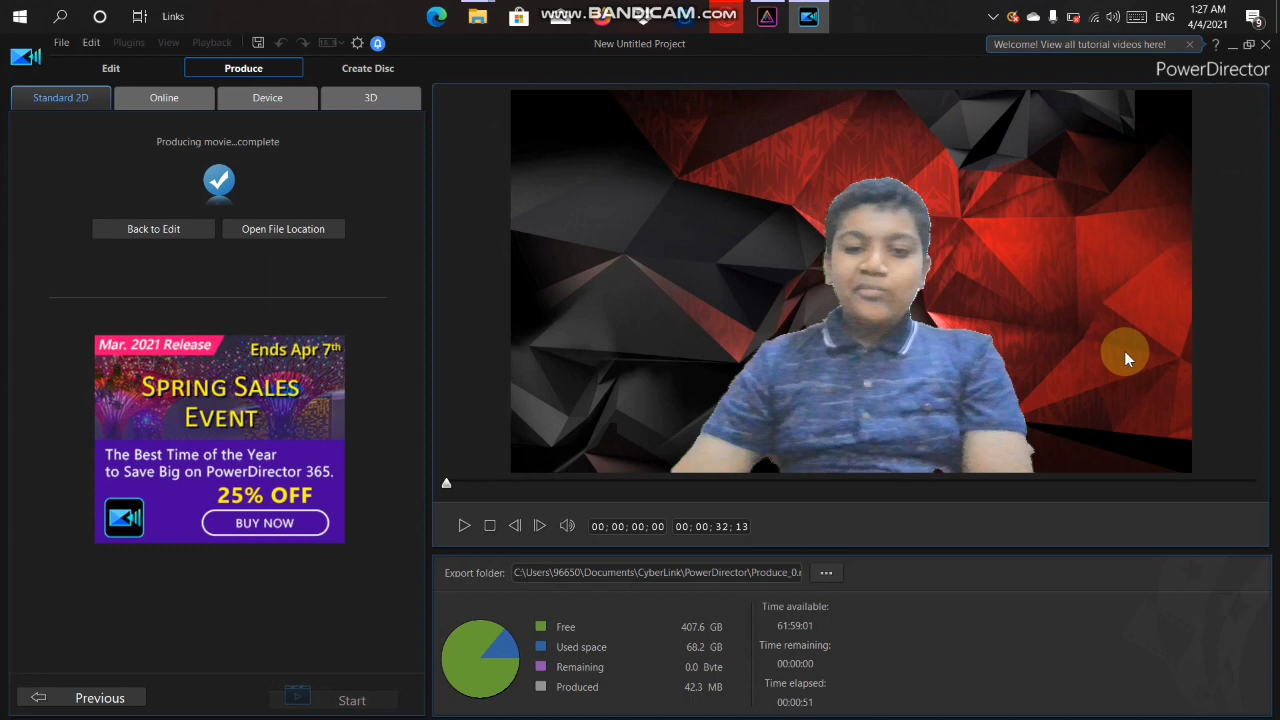 Links
www.BANDICAM.com
ENG
1:27 AM
4/4/2021
9
File Edit Plugins View Playback
New Untitled Project
Welcome! View all tutorial videos here!
?
Edit
Produce
Create Disc
PowerDirector
Standard 2D
Online
Device
3D
Producing movie...complete
Back to Edit
Open File Location
Mar. 2021 Release
Ends Apr 7th
SPRING SALES
EVENT
The Best Time of the Year
to Save Big on PowerDirector 365.
25% OFF
BUY NOW
00; 00; 00; 00
00; 00; 32; 13
Export folder: C:\Users\96650\Documents\CyberLink\PowerDirector\Produce_0.
...
Free 407.6 GB
Used space 68.2 GB
Remaining 0.0 Byte
Produced 42.3 MB
Time available:
61:59:01
Time remaining:
00:00:00
Time elapsed:
00:00:51
Previous
Start